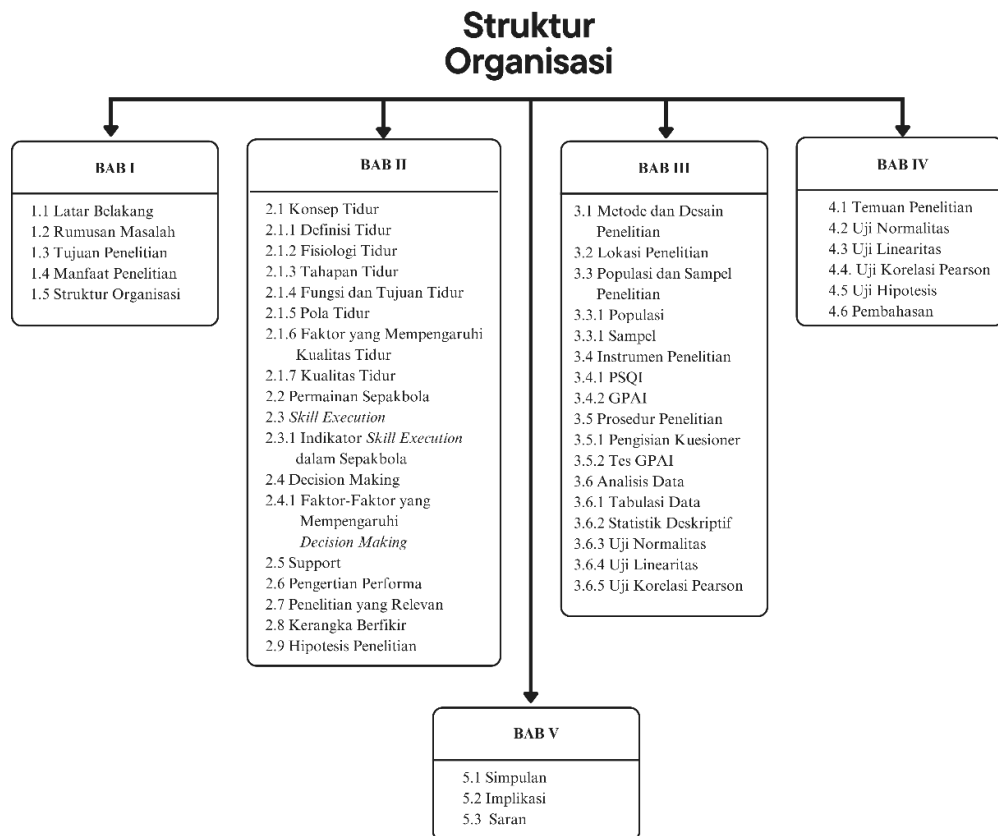 Struktur
Organisasi
BAB I
1.1 Latar Belakang
1.2 Rumusan Masalah
1.3 Tujuan Penelitian
1.4 Manfaat Penelitian
1.5 Struktur Organisasi
BAB II
2.1 Konsep Tidur
2.1.1 Definisi Tidur
2.1.2 Fisiologi Tidur
2.1.3 Tahapan Tidur
2.1.4 Fungsi dan Tujuan Tidur
2.1.5 Pola Tidur
2.1.6 Faktor yang Mempengaruhi
Kualitas Tidur
2.1.7 Kualitas Tidur
2.2 Permainan Sepakbola
2.3 Skill Execution
2.3.1 Indikator Skill Execution
dalam Sepakbola
2.4 Decision Making
2.4.1 Faktor-Faktor yang
Mempengaruhi
Decision Making
2.5 Support
2.6 Pengertian Performa
2.7 Penelitian yang Relevan
2.8 Kerangka Berfikir
2.9 Hipotesis Penelitian
BAB III
3.1 Metode dan Desain
Penelitian
3.2 Lokasi Penelitian
3.3 Populasi dan Sampel
Penelitian
3.3.1 Populasi
3.3.1 Sampel
3.4 Instrumen Penelitian
3.4.1 PSQI
3.4.2 GPAI
3.5 Prosedur Penelitian
3.5.1 Pengisian Kuesioner
3.5.2 Tes GPAI
3.6 Analisis Data
3.6.1 Tabulasi Data
3.6.2 Statistik Deskriptif
3.6.3 Uji Normalitas
3.6.4 Uji Linearitas
3.6.5 Uji Korelasi Pearson
BAB IV
4.1 Temuan Penelitian
4.2 Uji Normalitas
4.3 Uji Linearitas
4.4. Uji Korelasi Pearson
4.5 Uji Hipotesis
4.6 Pembahasan
BAB V
5.1 Simpulan
5.2 Implikasi
5.3 Saran